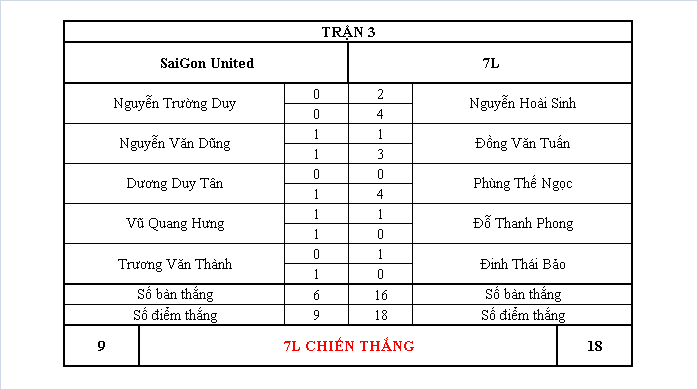 TRẬN 3
SaiGon United 7L
Nguyễn Trường Duy 0 2 Nguyễn Hoài Sinh
0 4
Nguyễn Văn Dũng 1 1 Đồng Văn Tuấn
1 3
Dương Duy Tân 0 0 Phùng Thế Ngọc
1 4
Vũ Quang Hưng 1 1 Đỗ Thanh Phong
1 0
Trương Văn Thành 0 1 Đinh Thái Bảo
1 0
Số bàn thắng 6 16 Số bàn thắng
Số điểm thắng 9 18 Số điểm thắng
9 7L CHIẾN THẮNG 18